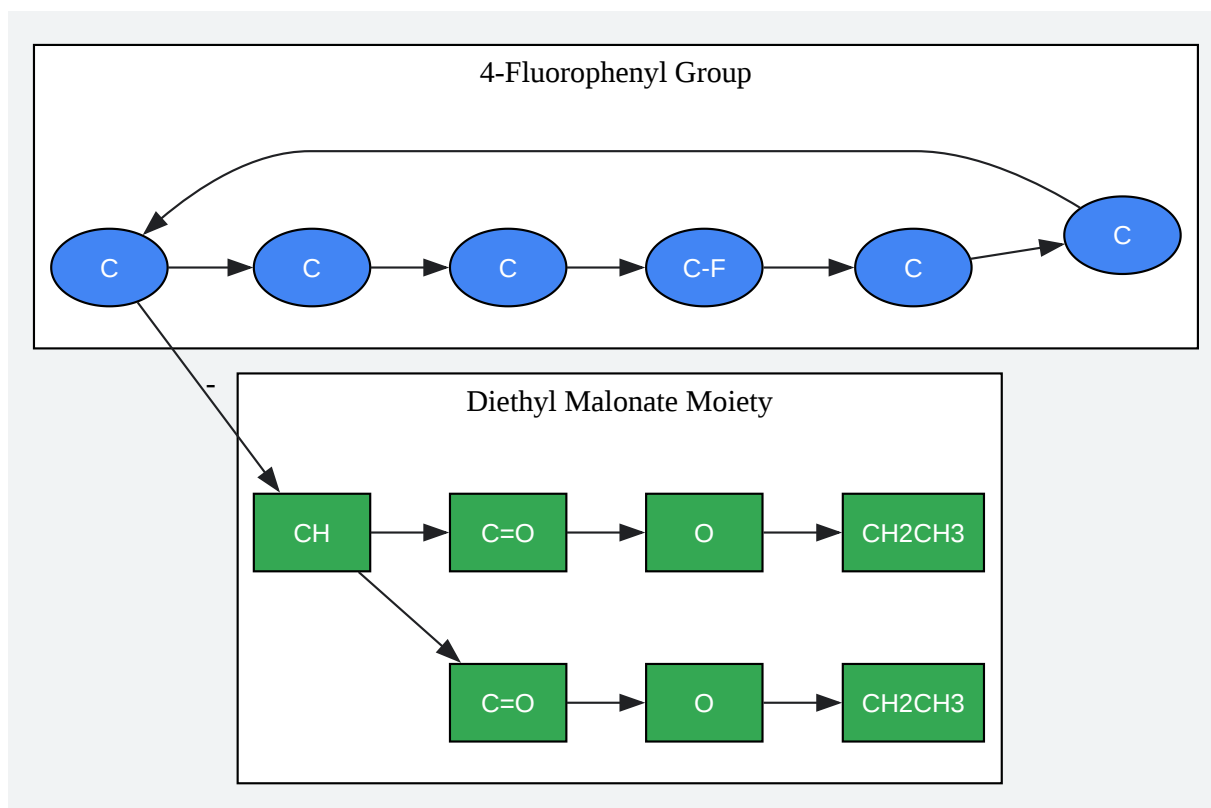 4-Fluorophenyl Group
C
C
C
C-F
C
C
-
Diethyl Malonate Moiety
CH
C=O
O
CH2CH3
C=O
O
CH2CH3